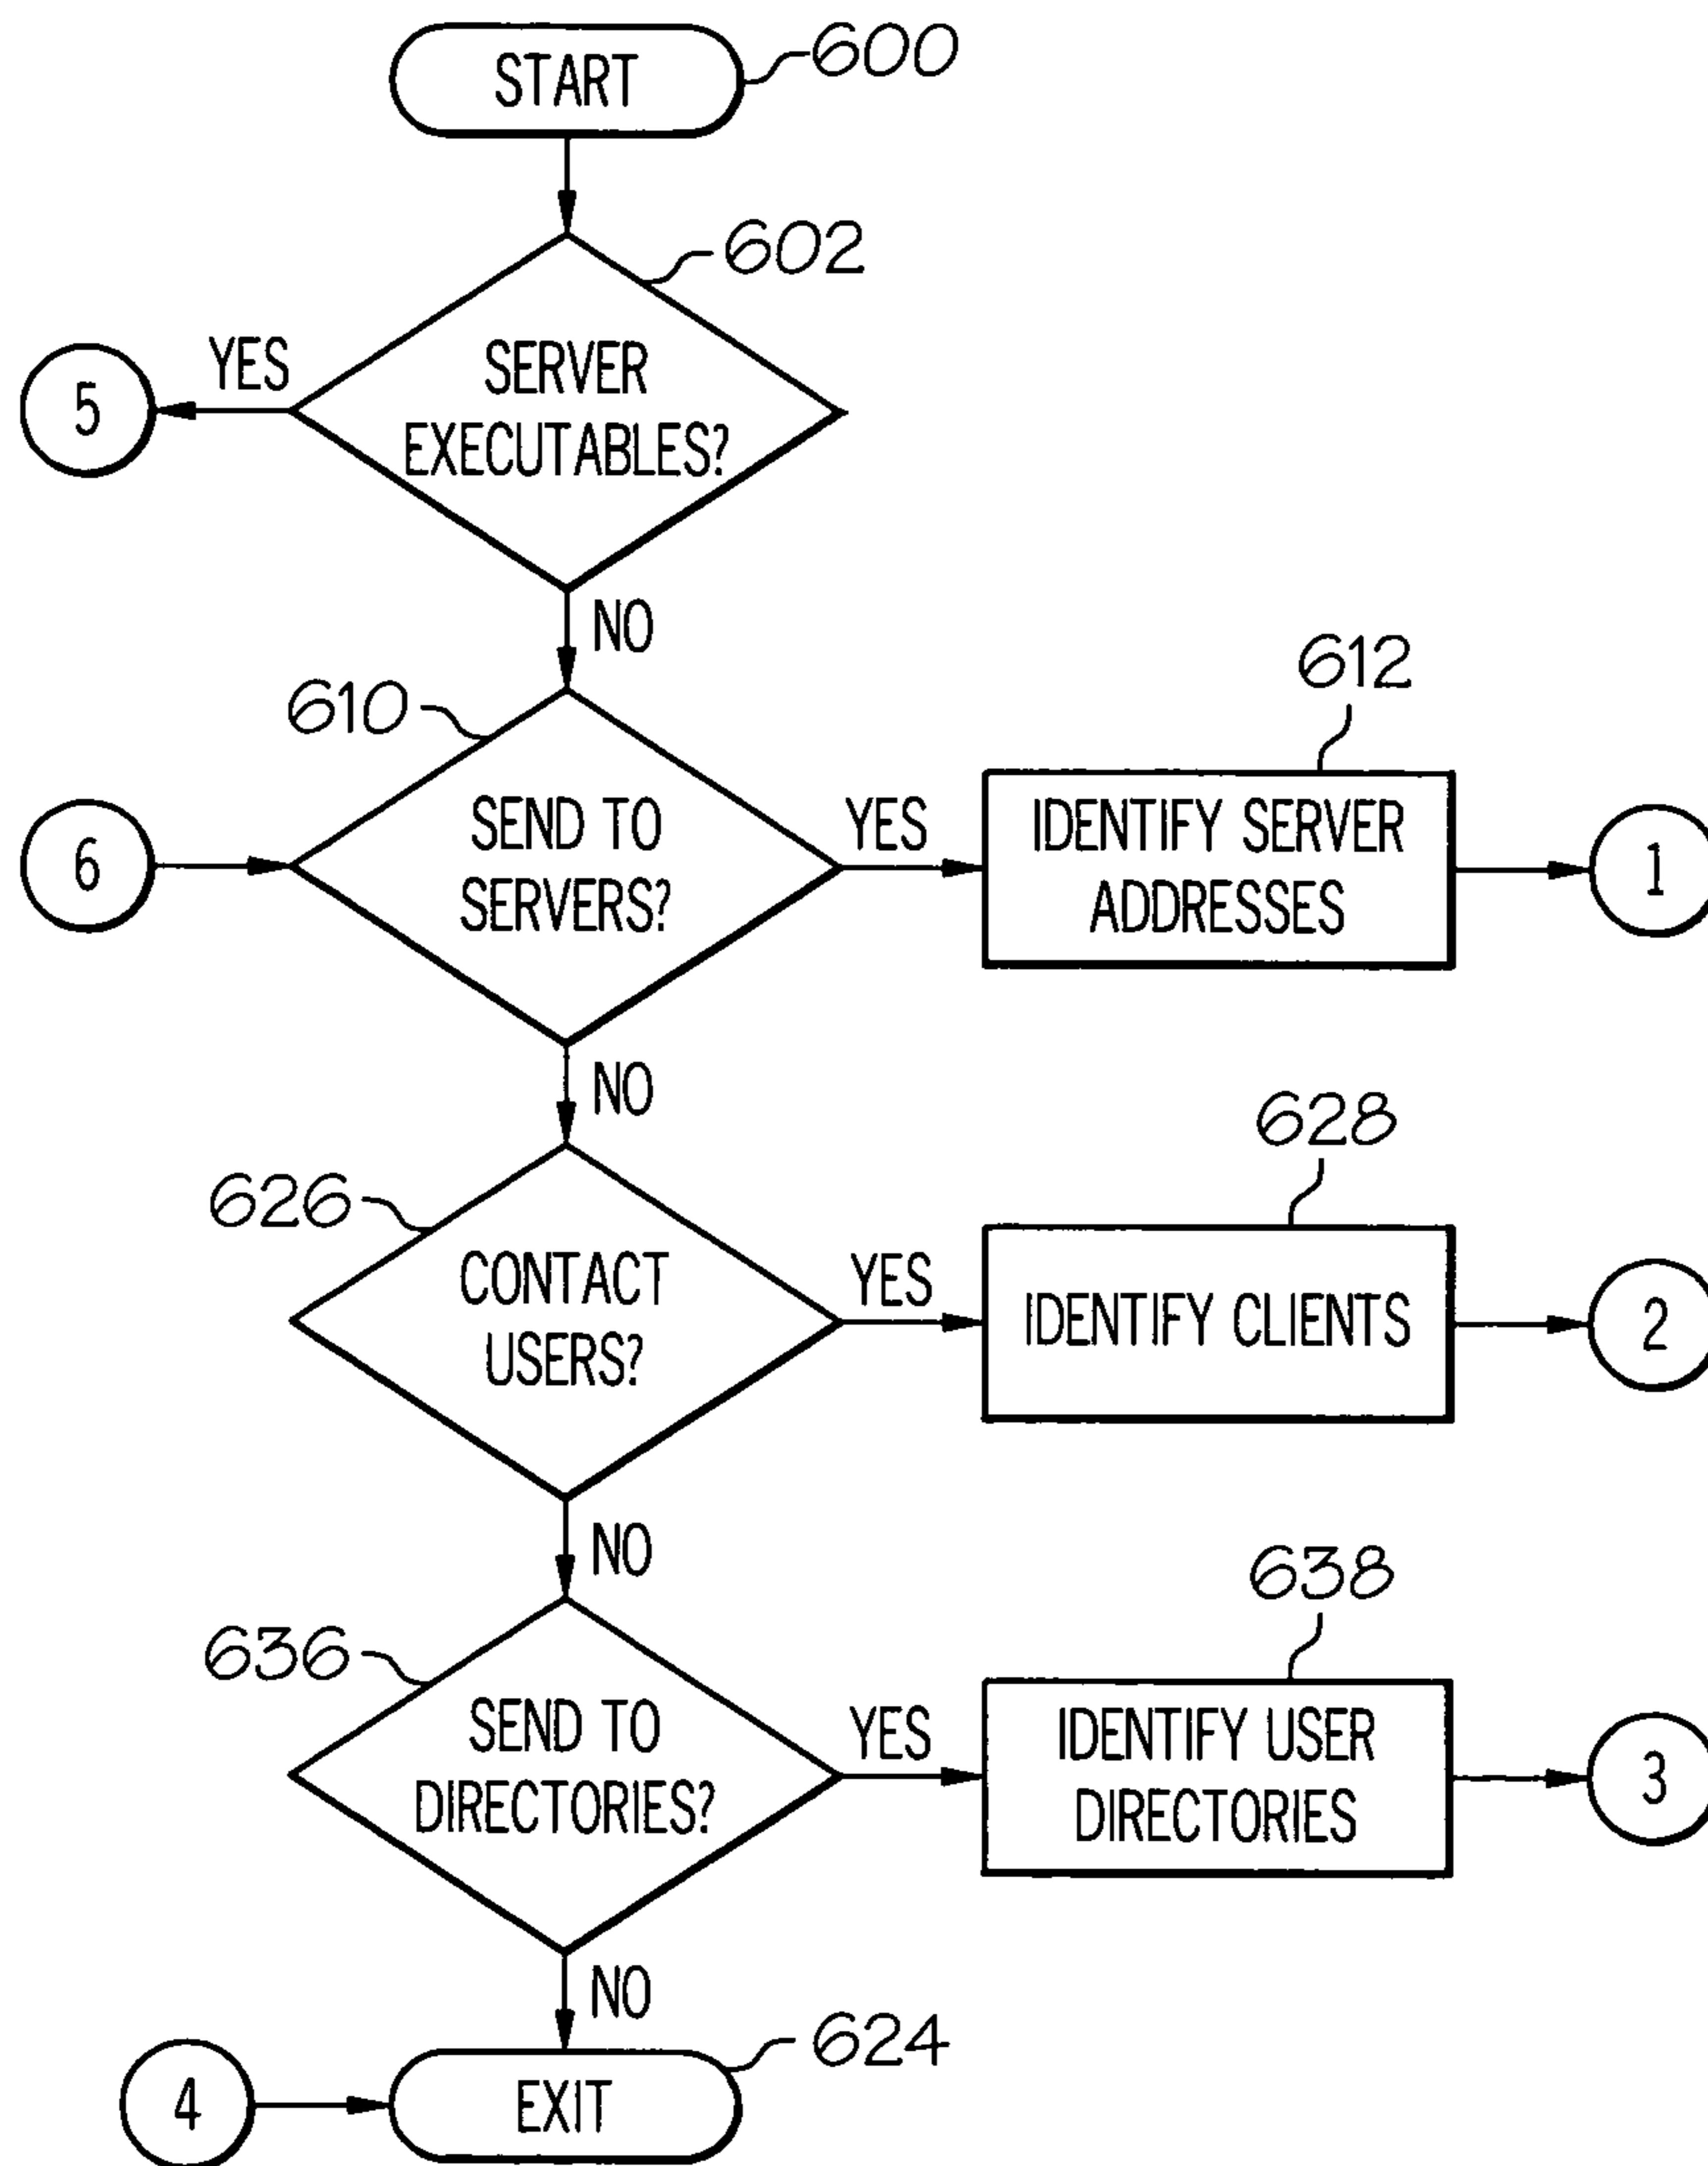 START
600
602
YES
SERVER
EXECUTABLES?
5
NO
610
612
SEND TO
SERVERS?
YES
IDENTIFY SERVER
ADDRESSES
6
1
NO
626
628
CONTACT
USERS?
YES
IDENTIFY CLIENTS
2
NO
636
638
SEND TO
DIRECTORIES?
YES
IDENTIFY USER
DIRECTORIES
3
NO
624
4
EXIT